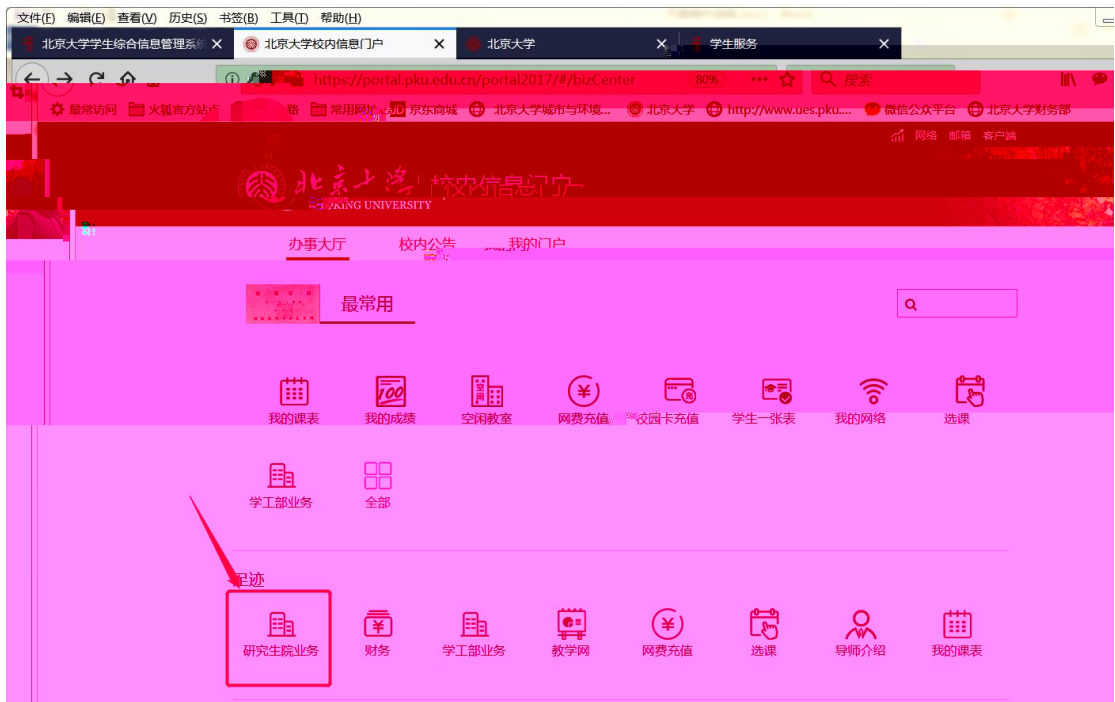 文件(F) 编辑(E) 查看(V) 历史(S) 书签(B) 工具(T) 帮助(H)
北京大学学生综合信息管理系统 × 北京大学校内信息门户 × 北京大学 × 学生服务 ×
https://portal.pku.edu.cn/portal2017/#/bizCenter 80% 搜索
最常访问 火狐官方站点 常用网址 JD 京东商城 北京大学城市与环境... 北京大学 http://www.ues.pku.... 微信公众平台 北京大学财务部
网络 邮箱 客户端
北京大学 校内信息门户
PEKING UNIVERSITY
办事大厅 校内公告 我的门户
最常用
我的课表 我的成绩 空闲教室 网费充值 校园卡充值 学生一张表 我的网络 选课
学工部业务 全部
足迹
研究生院业务 财务 学工部业务 教学网 网费充值 选课 导师介绍 我的课表